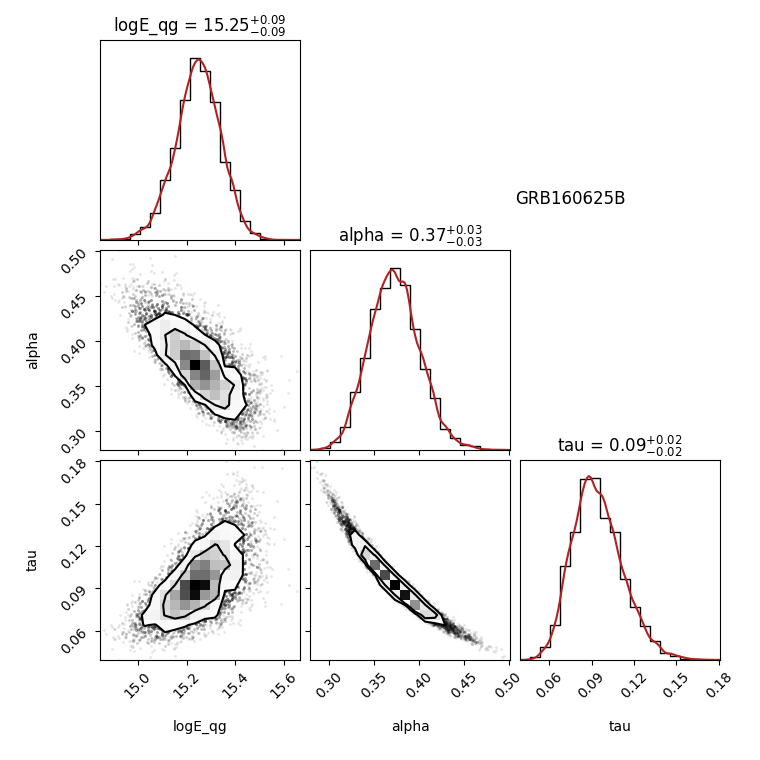 logE_qg = 15.25+0.09−0.09
GRB160625B
alpha = 0.37+0.03−0.03
0.50
0.45
0.40
0.35
0.30
alpha
tau = 0.09+0.02−0.02
0.18
0.15
0.12
0.09
0.06
tau
15.0 15.2 15.4 15.6
0.30 0.35 0.40 0.45 0.50
0.06 0.09 0.12 0.15 0.18
logE_qg alpha tau